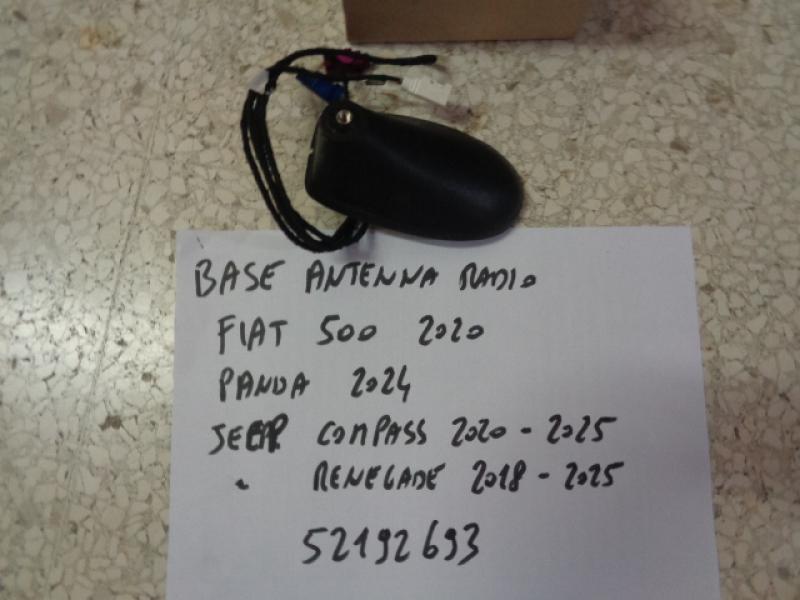 BASE ANTENNA RADIO
FIAT 500 2020
PANDA 2024
JEEP COMPASS 2020 - 2025
" RENEGADE 2018 - 2025
52192693